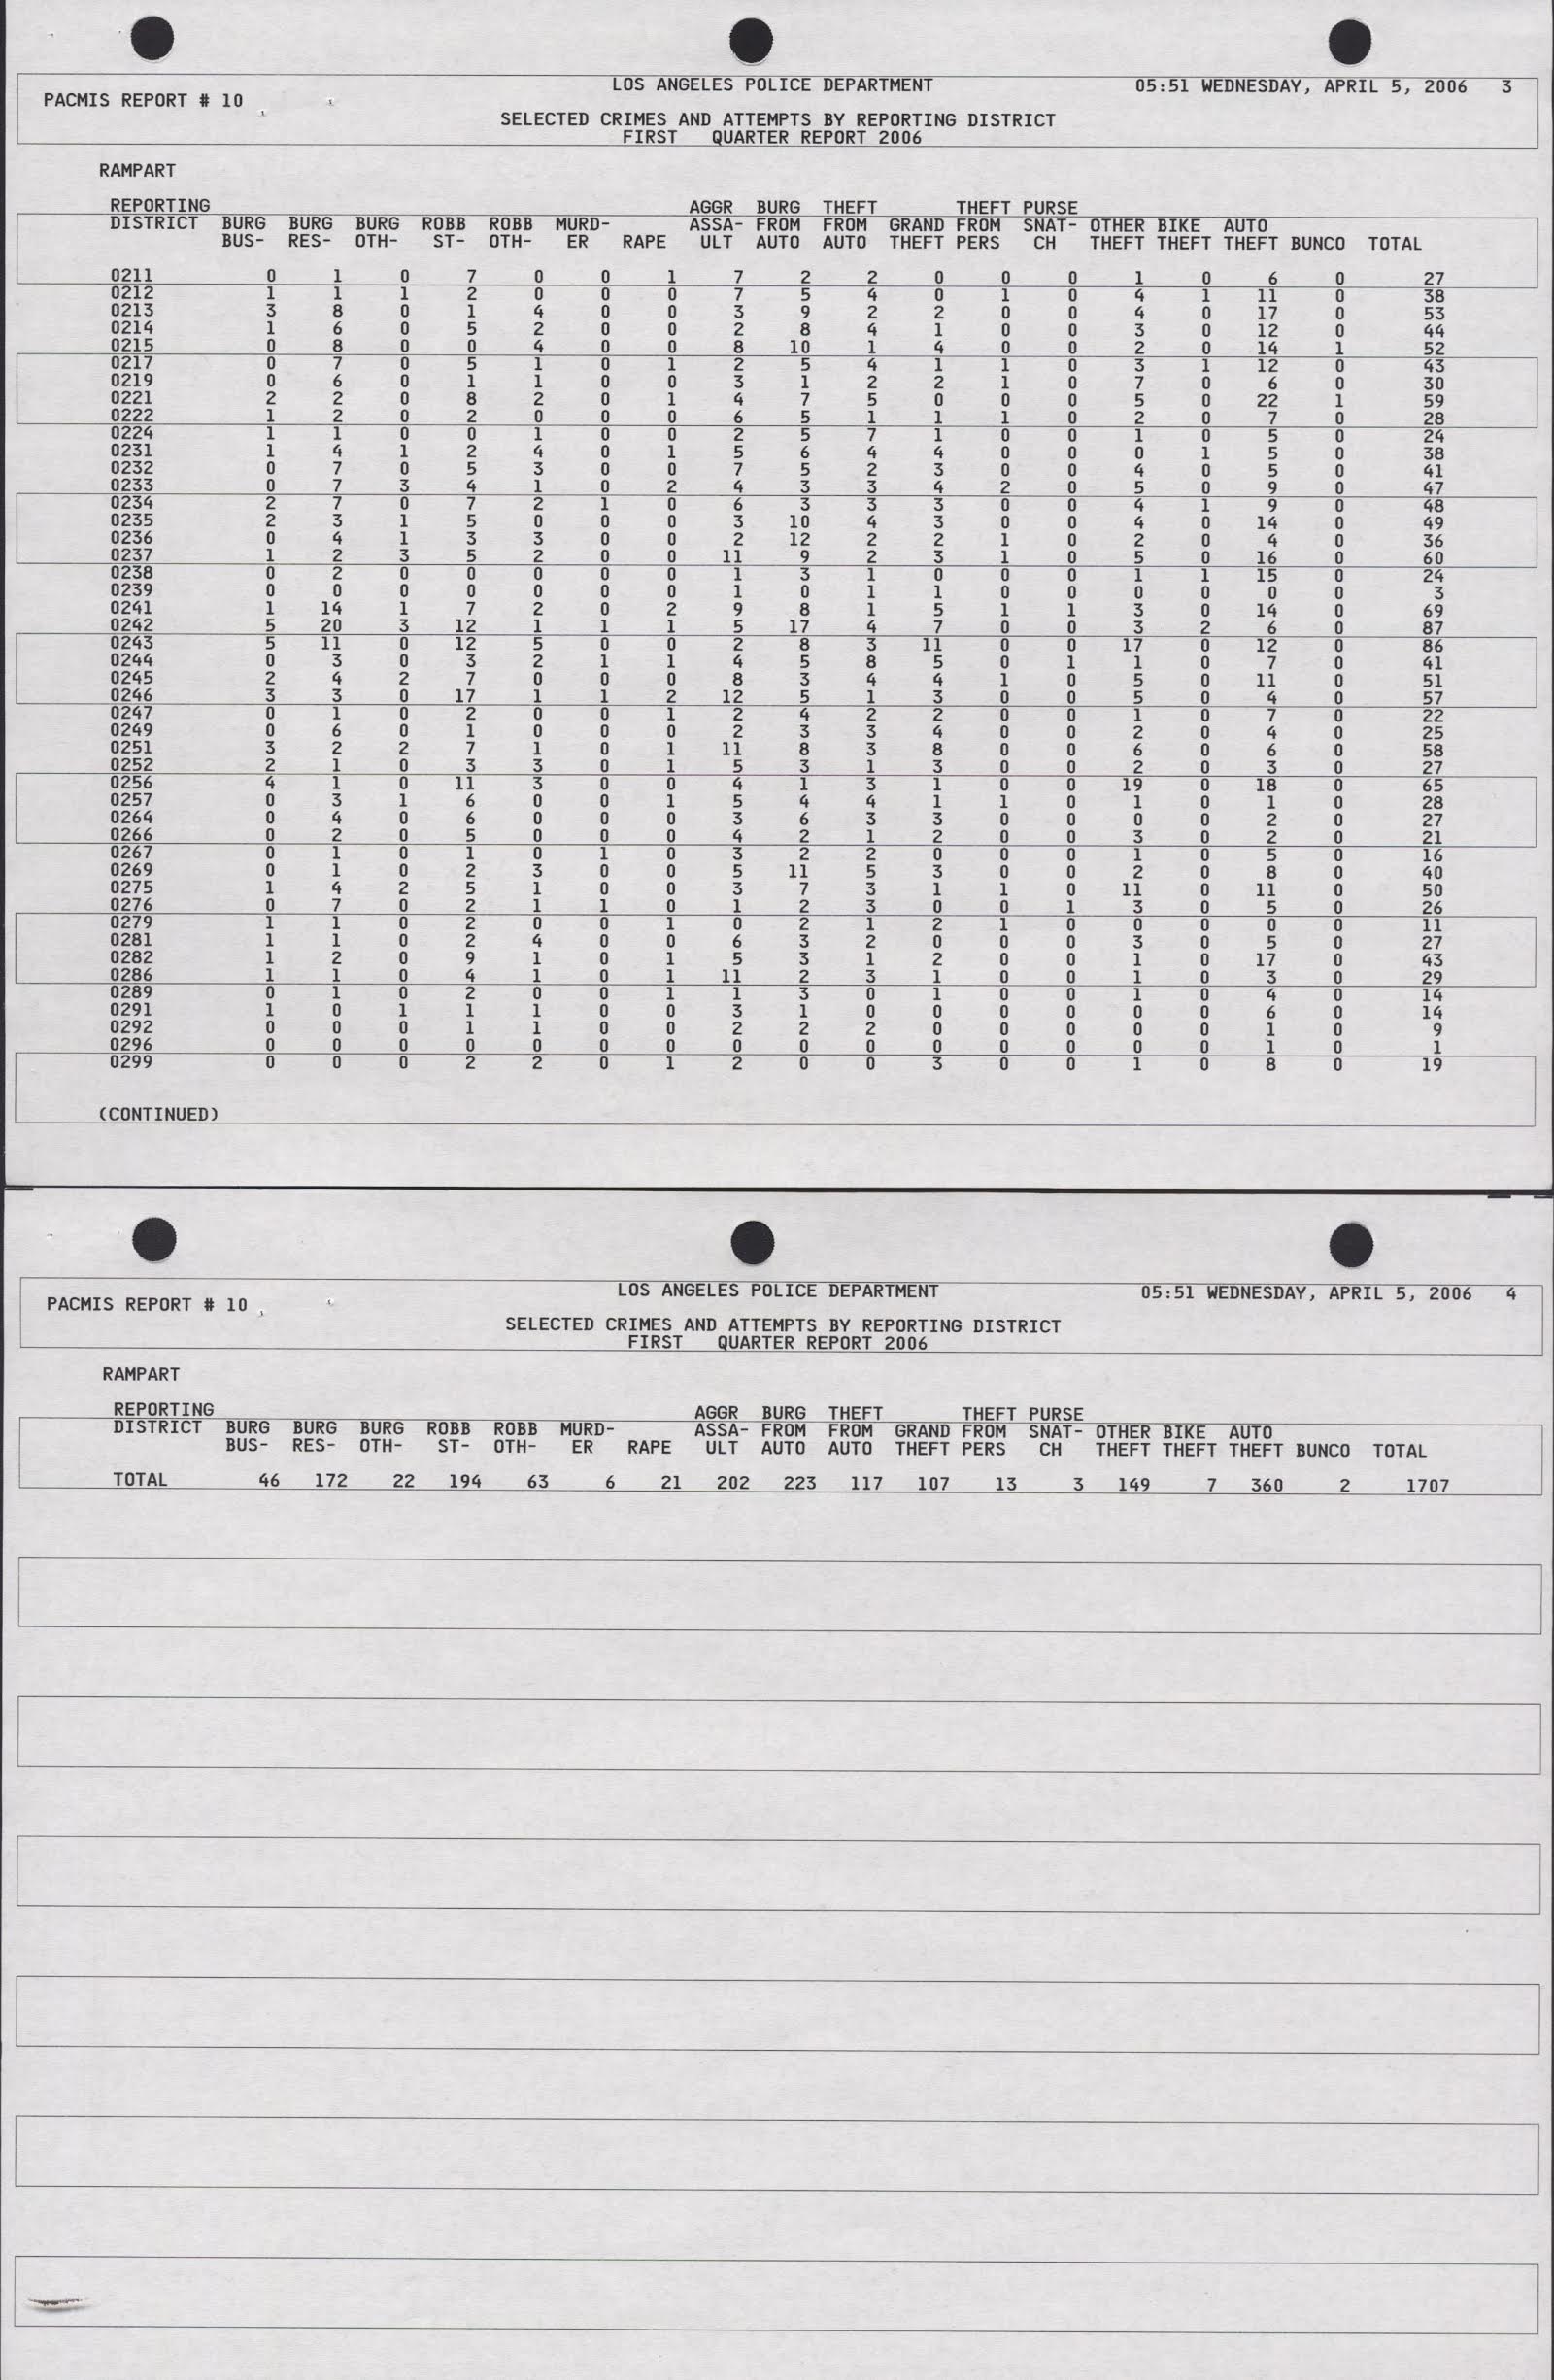 LOS ANGELES POLICE DEPARTMENT 05:51 WEDNESDAY, APRIL 5, 2006 3
PACMIS REPORT # 10
SELECTED CRIMES AND ATTEMPTS BY REPORTING DISTRICT
FIRST QUARTER REPORT 2006
RAMPART
REPORTING AGGR BURG THEFT THEFT PURSE
DISTRICT BURG BURG BURG ROBB ROBB MURD- ASSA- FROM FROM GRAND FROM SNAT- OTHER BIKE AUTO
BUS- RES- OTH- ST- OTH- ER RAPE ULT AUTO AUTO THEFT PERS CH THEFT THEFT THEFT BUNCO TOTAL
0211 0 1 0 7 0 0 1 7 2 2 0 0 0 1 0 6 0 27
0212 1 1 1 2 0 0 0 7 5 4 0 1 0 4 1 11 0 38
0213 3 8 0 1 4 0 0 3 9 2 2 0 0 4 0 17 0 53
0214 1 6 0 5 2 0 0 2 8 4 1 0 0 3 0 12 0 44
0215 0 8 0 0 4 0 0 8 10 1 4 0 0 2 0 14 1 52
0217 0 7 0 5 1 0 1 2 5 4 1 1 0 3 1 12 0 43
0219 0 6 0 1 1 0 0 3 1 2 2 1 0 7 0 6 0 30
0221 2 2 0 8 2 0 1 4 7 5 0 0 0 5 0 22 1 59
0222 1 2 0 2 0 0 0 6 5 1 1 1 0 2 0 7 0 28
0224 1 1 0 0 1 0 0 2 5 7 1 0 0 1 0 5 0 24
0231 1 4 1 2 4 0 1 5 6 4 4 0 0 0 1 5 0 38
0232 0 7 0 5 3 0 0 7 5 2 3 0 0 4 0 5 0 41
0233 0 7 3 4 1 0 2 4 3 3 4 2 0 5 0 9 0 47
0234 2 7 0 7 2 1 0 6 3 3 3 0 0 4 1 9 0 48
0235 2 3 1 5 0 0 0 3 10 4 3 0 0 4 0 14 0 49
0236 0 4 1 3 3 0 0 2 12 2 2 1 0 2 0 4 0 36
0237 1 2 3 5 2 0 0 11 9 2 3 1 0 5 0 16 0 60
0238 0 2 0 0 0 0 0 1 3 1 0 0 0 1 1 15 0 24
0239 0 0 0 0 0 0 0 1 0 1 1 0 0 0 0 0 0 3
0241 1 14 1 7 2 0 2 9 8 1 5 1 1 3 0 14 0 69
0242 5 20 3 12 1 1 1 5 17 4 7 0 0 3 2 6 0 87
0243 5 11 0 12 5 0 0 2 8 3 11 0 0 17 0 12 0 86
0244 0 3 0 3 2 1 1 4 5 8 5 0 1 1 0 7 0 41
0245 2 4 2 7 0 0 0 8 3 4 4 1 0 5 0 11 0 51
0246 3 3 0 17 1 1 2 12 5 1 3 0 0 5 0 4 0 57
0247 0 1 0 2 0 0 1 2 4 2 2 0 0 1 0 7 0 22
0249 0 6 0 1 0 0 0 2 3 3 4 0 0 2 0 4 0 25
0251 3 2 2 7 1 0 1 11 8 3 8 0 0 6 0 6 0 58
0252 2 1 0 3 3 0 1 5 3 1 3 0 0 2 0 3 0 27
0256 4 1 0 11 3 0 0 4 1 3 1 0 0 19 0 18 0 65
0257 0 3 1 6 0 0 1 5 4 4 1 1 0 1 0 1 0 28
0264 0 4 0 6 0 0 0 3 6 3 3 0 0 0 0 2 0 27
0266 0 2 0 5 0 0 0 4 2 1 2 0 0 3 0 2 0 21
0267 0 1 0 1 0 1 0 3 2 2 0 0 0 1 0 5 0 16
0269 0 1 0 2 3 0 0 5 11 5 3 0 0 2 0 8 0 40
0275 1 4 2 5 1 0 0 3 7 3 1 1 0 11 0 11 0 50
0276 0 7 0 2 1 1 0 1 2 3 0 0 1 3 0 5 0 26
0279 1 1 0 2 0 0 1 0 2 1 2 1 0 0 0 0 0 11
0281 1 1 0 2 4 0 0 6 3 2 0 0 0 3 0 5 0 27
0282 1 2 0 9 1 0 1 5 3 1 2 0 0 1 0 17 0 43
0286 1 1 0 4 1 0 1 11 2 3 1 0 0 1 0 3 0 29
0289 0 1 0 2 0 0 1 1 3 0 1 0 0 1 0 4 0 14
0291 1 0 1 1 1 0 0 3 1 0 0 0 0 0 0 6 0 14
0292 0 0 0 1 1 0 0 2 2 2 0 0 0 0 0 1 0 9
0296 0 0 0 0 0 0 0 0 0 0 0 0 0 0 0 1 0 1
0299 0 0 0 2 2 0 1 2 0 0 3 0 0 1 0 8 0 19
(CONTINUED)
LOS ANGELES POLICE DEPARTMENT 05:51 WEDNESDAY, APRIL 5, 2006 4
PACMIS REPORT # 10
SELECTED CRIMES AND ATTEMPTS BY REPORTING DISTRICT
FIRST QUARTER REPORT 2006
RAMPART
REPORTING AGGR BURG THEFT THEFT PURSE
DISTRICT BURG BURG BURG ROBB ROBB MURD- ASSA- FROM FROM GRAND FROM SNAT- OTHER BIKE AUTO
BUS- RES- OTH- ST- OTH- ER RAPE ULT AUTO AUTO THEFT PERS CH THEFT THEFT THEFT BUNCO TOTAL
TOTAL 46 172 22 194 63 6 21 202 223 117 107 13 3 149 7 360 2 1707